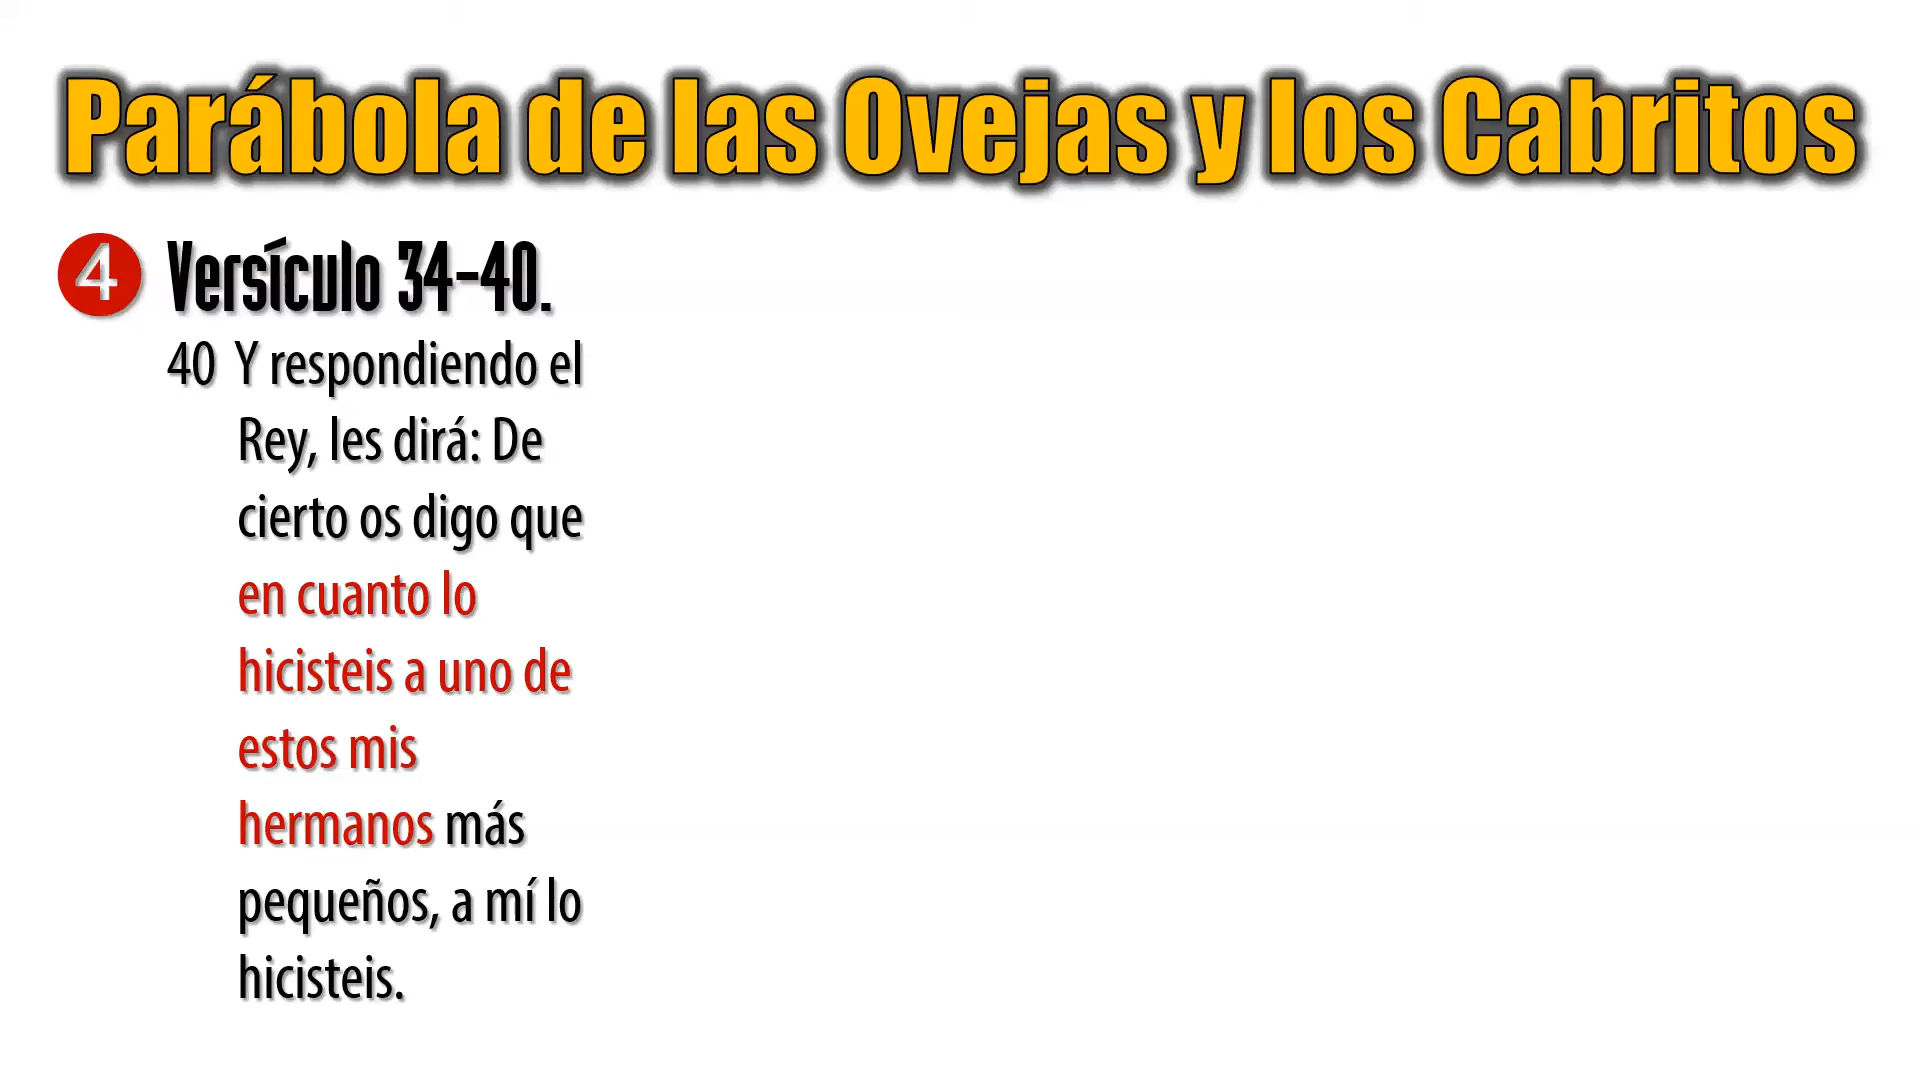 Parábola de las Ovejas y los Cabritos
4 Versículo 34-40.
40 Y respondiendo el
Rey, les dirá: De
cierto os digo que
en cuanto lo
hicisteis a uno de
estos mis
hermanos más
pequeños, a mí lo
hicisteis.